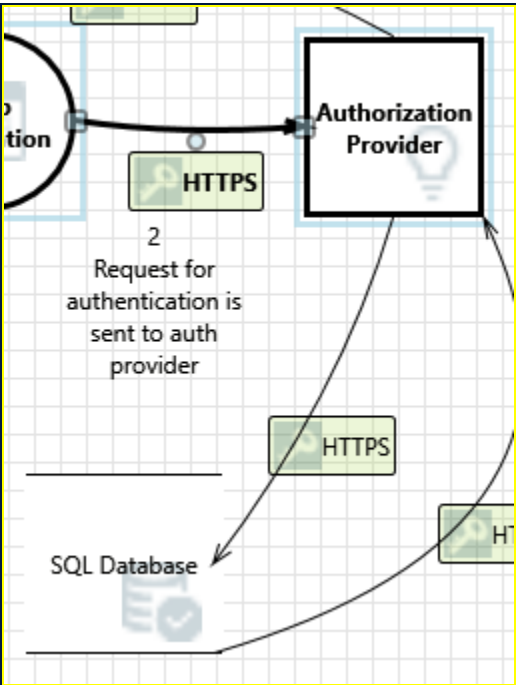 tion
Authorization
Provider
HTTPS
2
Request for
authentication is
sent to auth
provider
HTTPS
HT
SQL Database